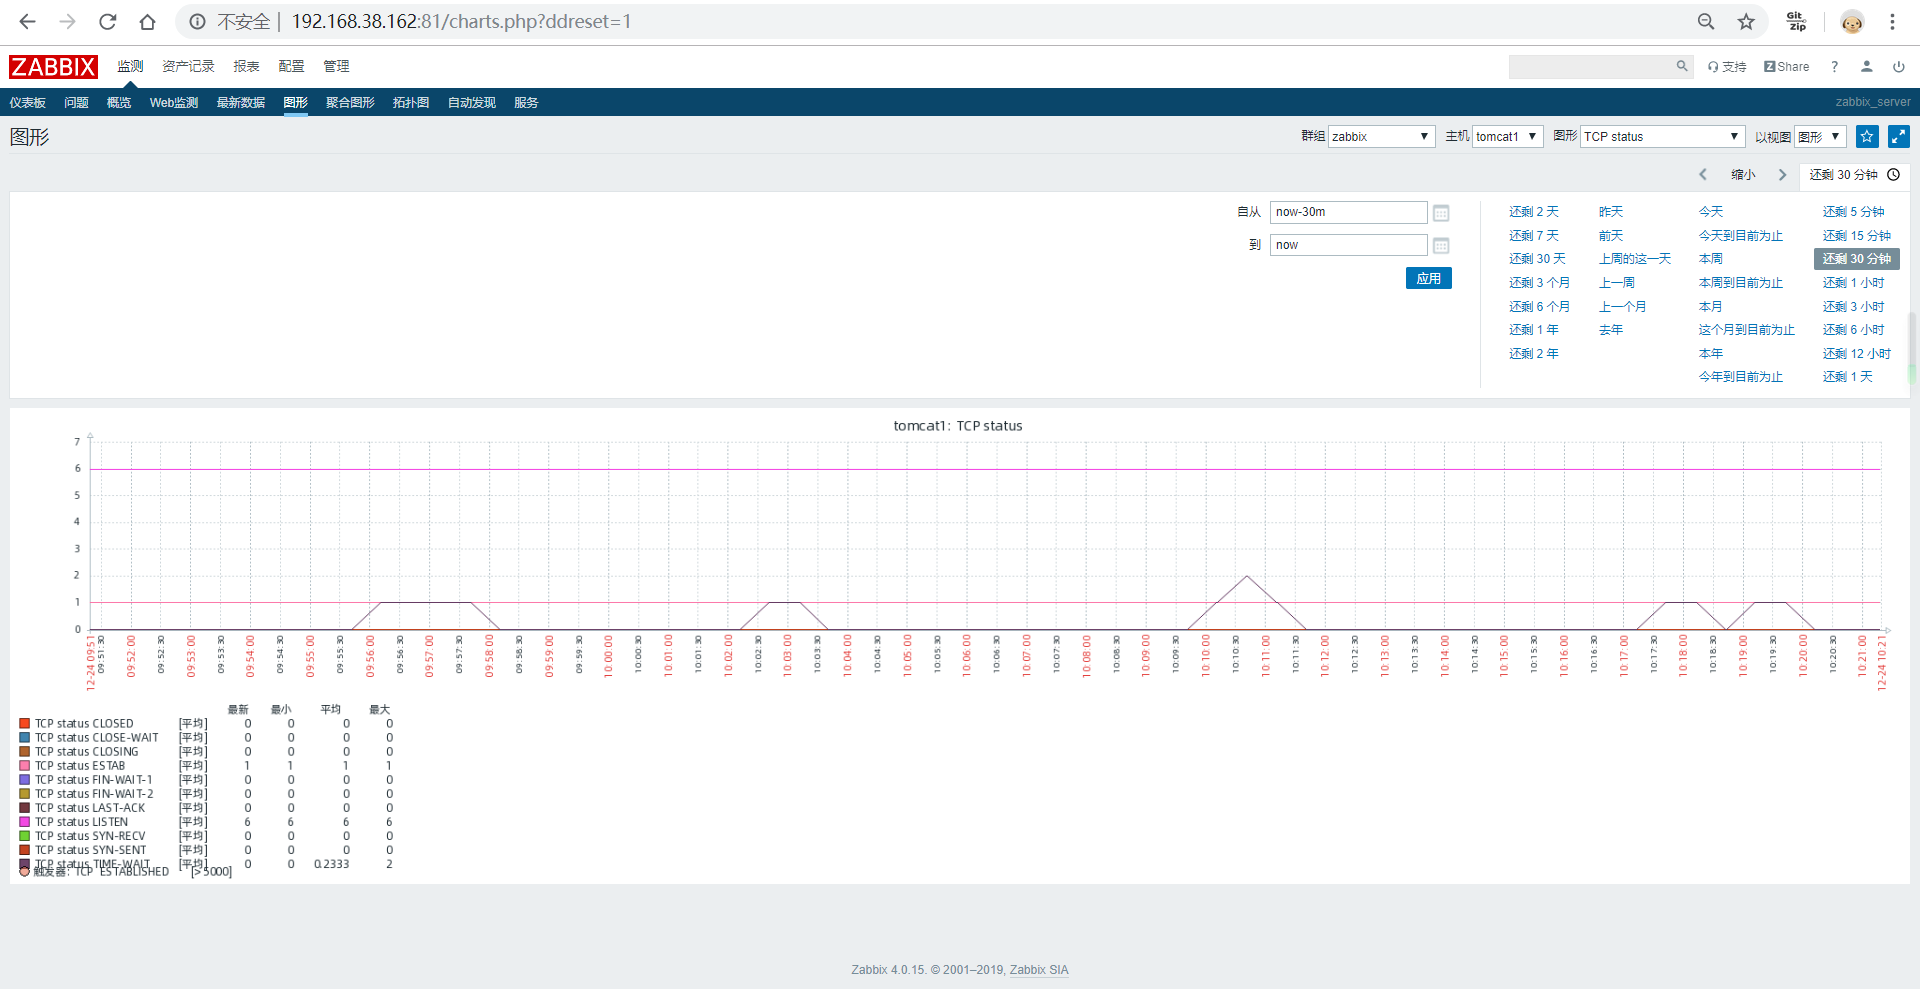 不安全 | 192.168.38.162:81/charts.php?ddreset=1
Git Zip
ZABBIX 监测 资产记录 报表 配置 管理 支持 Z Share ?
仪表板 问题 概览 Web监测 最新数据 图形 聚合图形 拓扑图 自动发现 服务 zabbix_server
图形 群组 zabbix 主机 tomcat1 图形 TCP status 以视图 图形
缩小 还剩 30 分钟
自从 now-30m
到 now
应用
还剩 2 天 昨天 今天 还剩 5 分钟
还剩 7 天 前天 今天到目前为止 还剩 15 分钟
还剩 30 天 上周的这一天 本周 还剩 30 分钟
还剩 3 个月 上一周 本周到目前为止 还剩 1 小时
还剩 6 个月 上一个月 本月 还剩 3 小时
还剩 1 年 去年 这个月到目前为止 还剩 6 小时
还剩 2 年 本年 还剩 12 小时
今年到目前为止 还剩 1 天
tomcat1: TCP status
7
6
5
4
3
2
1
0
12-24 09:51 09:51:30 09:52:00 09:52:30 09:53:00 09:53:30 09:54:00 09:54:30 09:55:00 09:55:30 09:56:00 09:56:30 09:57:00 09:57:30 09:58:00 09:58:30 09:59:00 09:59:30 10:00:00 10:00:30 10:01:00 10:01:30 10:02:00 10:02:30 10:03:00 10:03:30 10:04:00 10:04:30 10:05:00 10:05:30 10:06:00 10:06:30 10:07:00 10:07:30 10:08:00 10:08:30 10:09:00 10:09:30 10:10:00 10:10:30 10:11:00 10:11:30 10:12:00 10:12:30 10:13:00 10:13:30 10:14:00 10:14:30 10:15:00 10:15:30 10:16:00 10:16:30 10:17:00 10:17:30 10:18:00 10:18:30 10:19:00 10:19:30 10:20:00 10:20:30 10:21:00 12-24 10:21
最新 最小 平均 最大
TCP status CLOSED [平均] 0 0 0 0
TCP status CLOSE-WAIT [平均] 0 0 0 0
TCP status CLOSING [平均] 0 0 0 0
TCP status ESTAB [平均] 1 1 1 1
TCP status FIN-WAIT-1 [平均] 0 0 0 0
TCP status FIN-WAIT-2 [平均] 0 0 0 0
TCP status LAST-ACK [平均] 0 0 0 0
TCP status LISTEN [平均] 6 6 6 6
TCP status SYN-RECV [平均] 0 0 0 0
TCP status SYN-SENT [平均] 0 0 0 0
TCP status TIME-WAIT [平均] 0 0 0.2333 2
触发器: TCP ESTABLISHED [> 5000]
Zabbix 4.0.15. © 2001–2019, Zabbix SIA